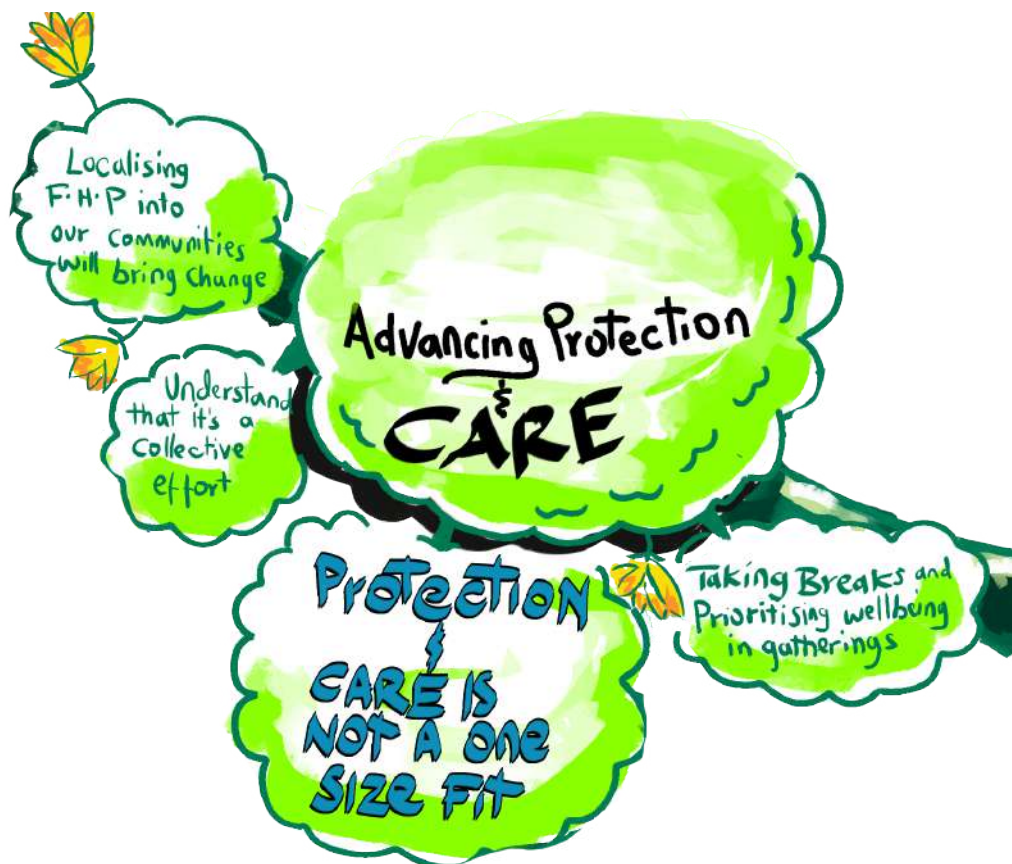 Localising
F.H.P into
our communities
will bring change
Advancing Protection
&
CARE
Understand
that it's a
collective
effort
Protection
&
CARE IS
NOT A ONE
SIZE FIT
Taking Breaks and
Prioritising wellbeing
in gatherings